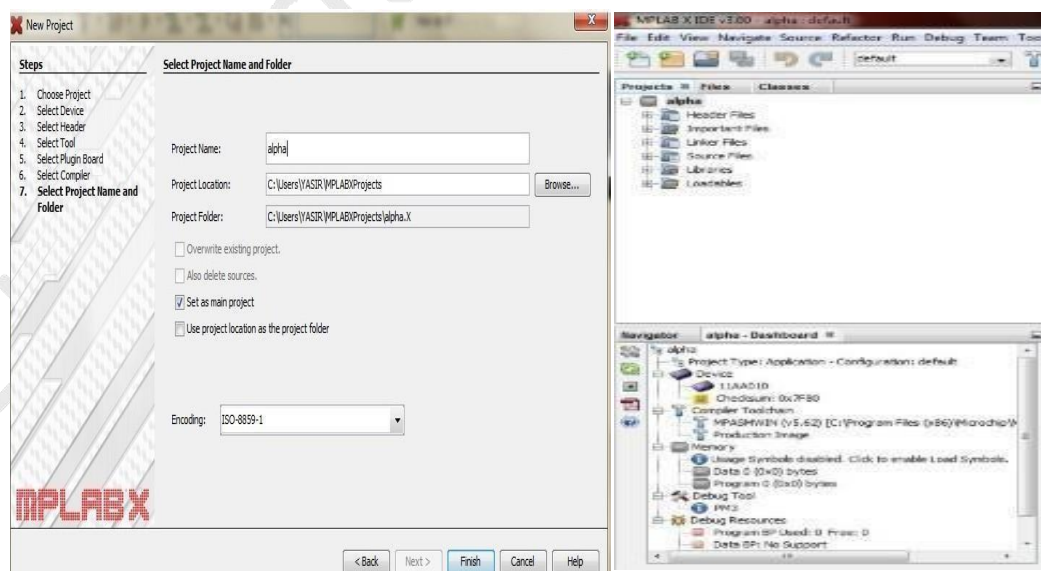 New Project
X
Steps
1. Choose Project
2. Select Device
3. Select Header
4. Select Tool
5. Select Plugin Board
6. Select Compiler
7. Select Project Name and
Folder
MPLABX
Select Project Name and Folder
Project Name: alpha
Project Location: C:\Users\YASIR\MPLABXProjects Browse...
Project Folder: C:\Users\YASIR\MPLABXProjects\alpha.X
Overwrite existing project.
Also delete sources.
Set as main project
Use project location as the project folder
Encoding: ISO-8859-1
< Back Next > Finish Cancel Help
MPLAB X IDE v3.00 - alpha : default
File Edit View Navigate Source Refactor Run Debug Team Too
default
Projects Files Classes
alpha
Header Files
Important Files
Linker Files
Source Files
Libraries
Loadables
Navigator alpha - Dashboard
alpha
Project Type: Application - Configuration: default
Device
11AA010
Checksum: 0x7F80
Compiler Toolchain
MPASMWIN (v5.62) [C:\Program Files (x86)\Microchip\M
Production Image
Memory
Usage Symbols disabled. Click to enable Load Symbols.
Data 0 (0x0) bytes
Program 0 (0x0) bytes
Debug Tool
PM3
Debug Resources
Program BP Used: 0 Free: 0
Data BP: No Support